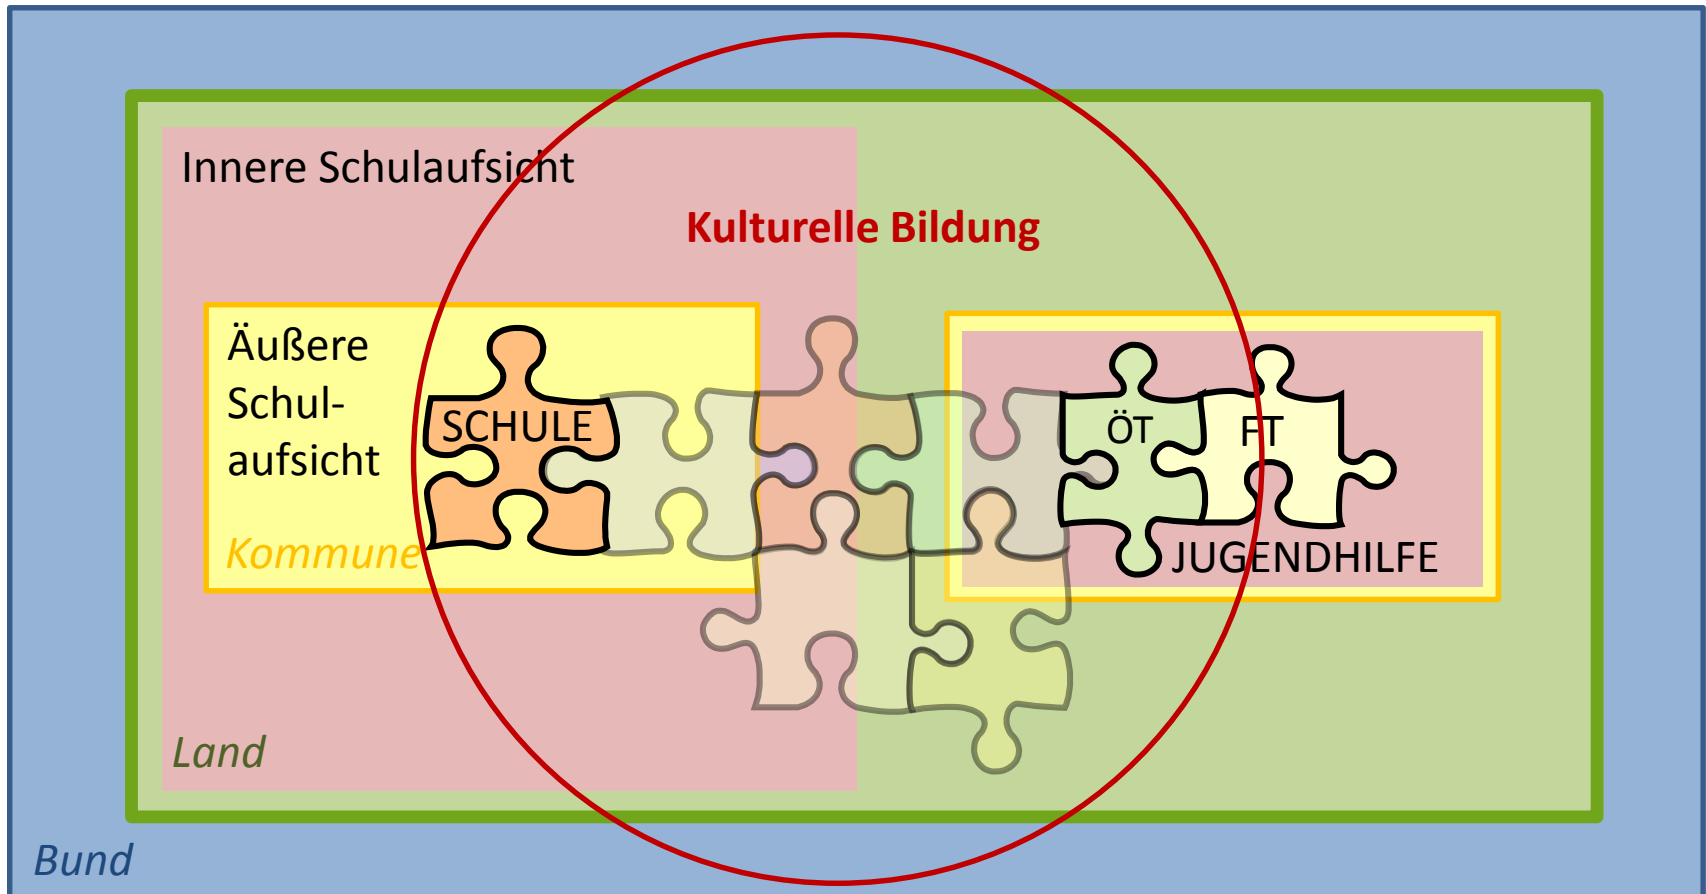 Innere Schulaufsicht
Kulturelle Bildung
Äußere
Schul-
aufsicht
Kommune
SCHULE
ÖT
FT
JUGENDHILFE
Land
Bund